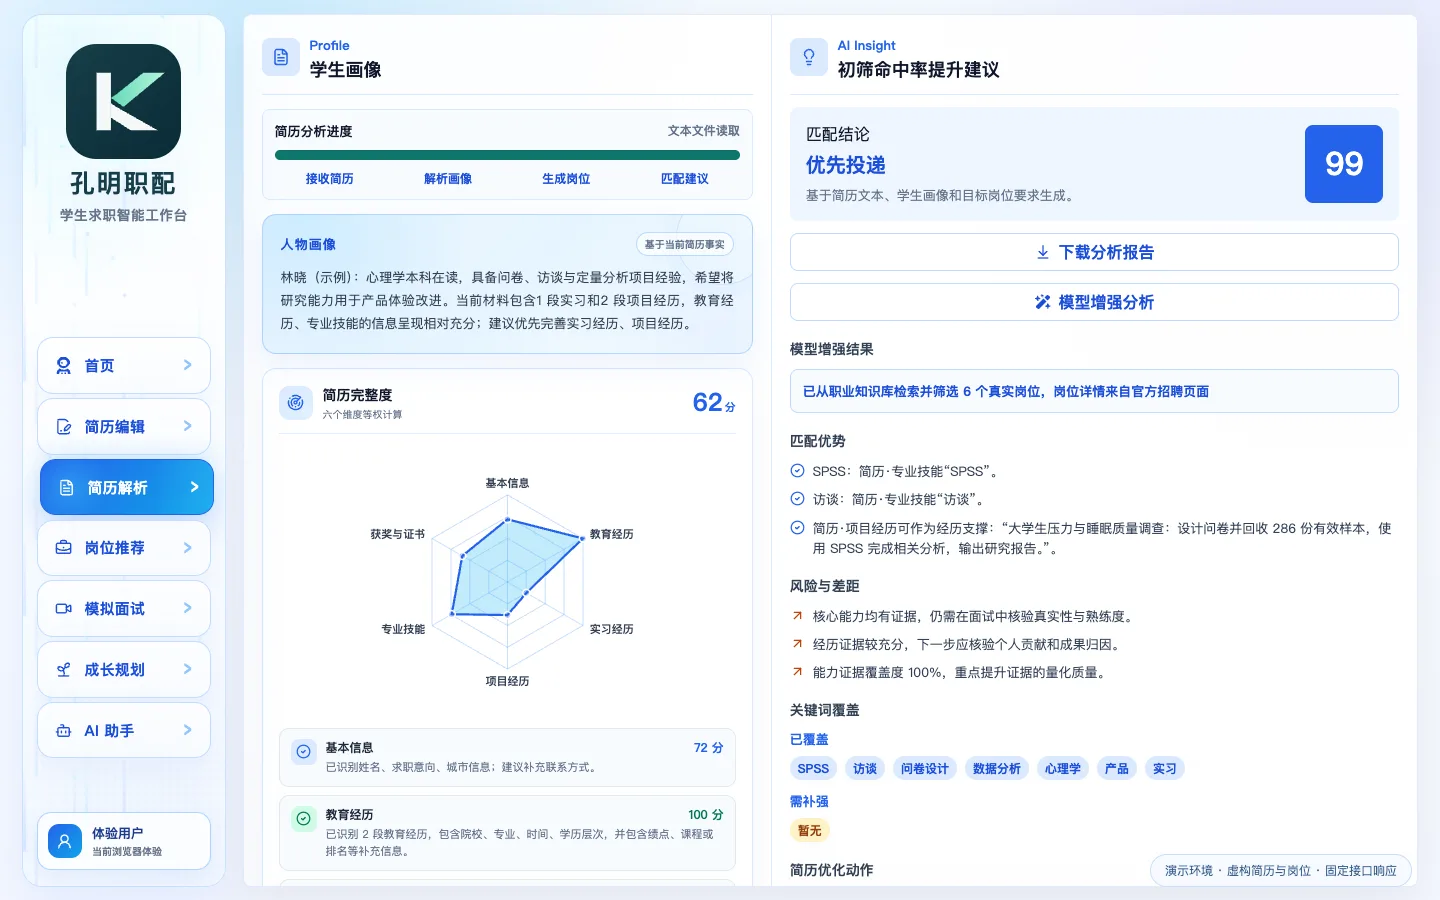 孔明职配
学生求职智能工作台
首页
简历编辑
简历解析
岗位推荐
模拟面试
成长规划
AI 助手
体验用户
当前浏览器体验
Profile
学生画像
简历分析进度
文本文件读取
接收简历
解析画像
生成岗位
匹配建议
人物画像
基于当前简历事实
林晓（示例）：心理学本科在读，具备问卷、访谈与定量分析项目经验，希望将
研究能力用于产品体验改进。当前材料包含1 段实习和2 段项目经历，教育经
历、专业技能的信息呈现相对充分；建议优先完善实习经历、项目经历。
简历完整度
六个维度等权计算
62分
基本信息
教育经历
实习经历
项目经历
专业技能
获奖与证书
基本信息
72 分
已识别姓名、求职意向、城市信息；建议补充联系方式。
教育经历
100 分
已识别 2 段教育经历，包含院校、专业、时间、学历层次，并包含绩点、课程或
排名等补充信息。
AI Insight
初筛命中率提升建议
匹配结论
优先投递
基于简历文本、学生画像和目标岗位要求生成。
99
下载分析报告
模型增强分析
模型增强结果
已从职业知识库检索并筛选 6 个真实岗位，岗位详情来自官方招聘页面
匹配优势
SPSS：简历·专业技能“SPSS”。
访谈：简历·专业技能“访谈”。
简历·项目经历可作为经历支撑：“大学生压力与睡眠质量调查：设计问卷并回收 286 份有效样本，使
用 SPSS 完成相关分析，输出研究报告。”。
风险与差距
核心能力均有证据，仍需在面试中核验真实性与熟练度。
经历证据较充分，下一步应核验个人贡献和成果归因。
能力证据覆盖度 100%，重点提升证据的量化质量。
关键词覆盖
已覆盖
SPSS
访谈
问卷设计
数据分析
心理学
产品
实习
需补强
暂无
简历优化动作
演示环境 · 虚构简历与岗位 · 固定接口响应